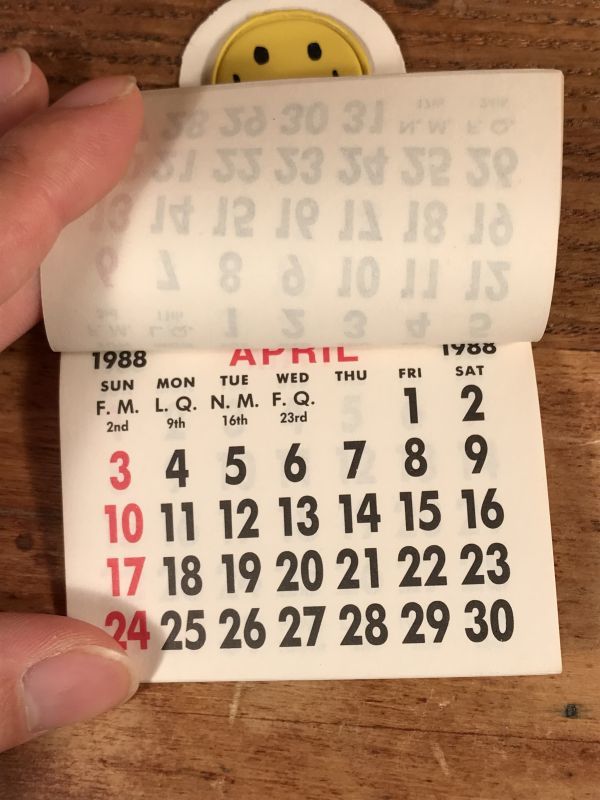 1988 APRIL 1988
SUN MON TUE WED THU FRI SAT
F. M. L. Q. N. M. F. Q. 1 2
2nd 9th 16th 23rd
3 4 5 6 7 8 9
10 11 12 13 14 15 16
17 18 19 20 21 22 23
24 25 26 27 28 29 30